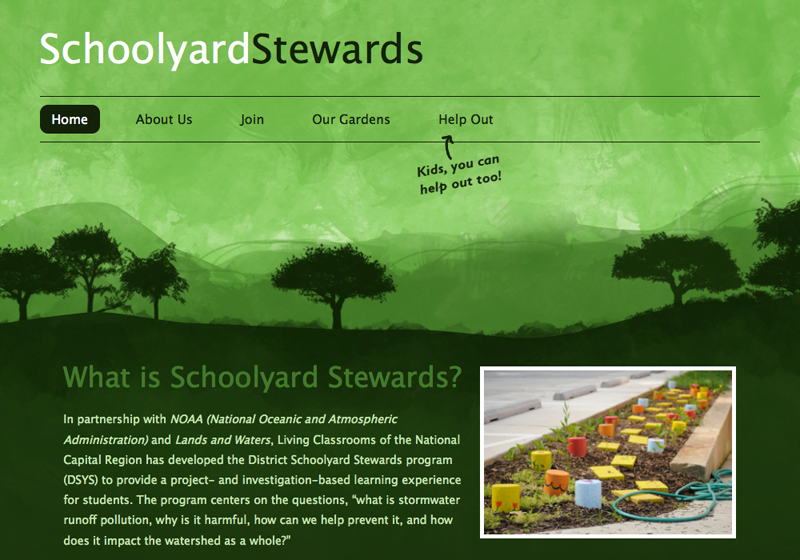 SchoolyardStewards
Home About Us Join Our Gardens Help Out
Kids, you can
help out too!
What is Schoolyard Stewards?
In partnership with NOAA (National Oceanic and Atmospheric
Administration) and Lands and Waters, Living Classrooms of the National
Capital Region has developed the District Schoolyard Stewards program
(DSYS) to provide a project- and investigation-based learning experience
for students. The program centers on the questions, “what is stormwater
runoff pollution, why is it harmful, how can we help prevent it, and how
does it impact the watershed as a whole?”